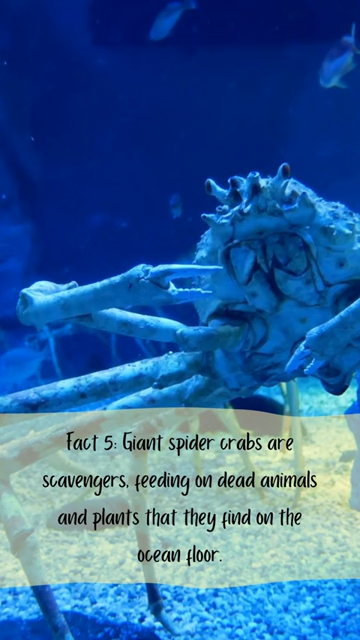 Fact 5: Giant spider crabs are
scavengers, feeding on dead animals
and plants that they find on the
ocean floor.